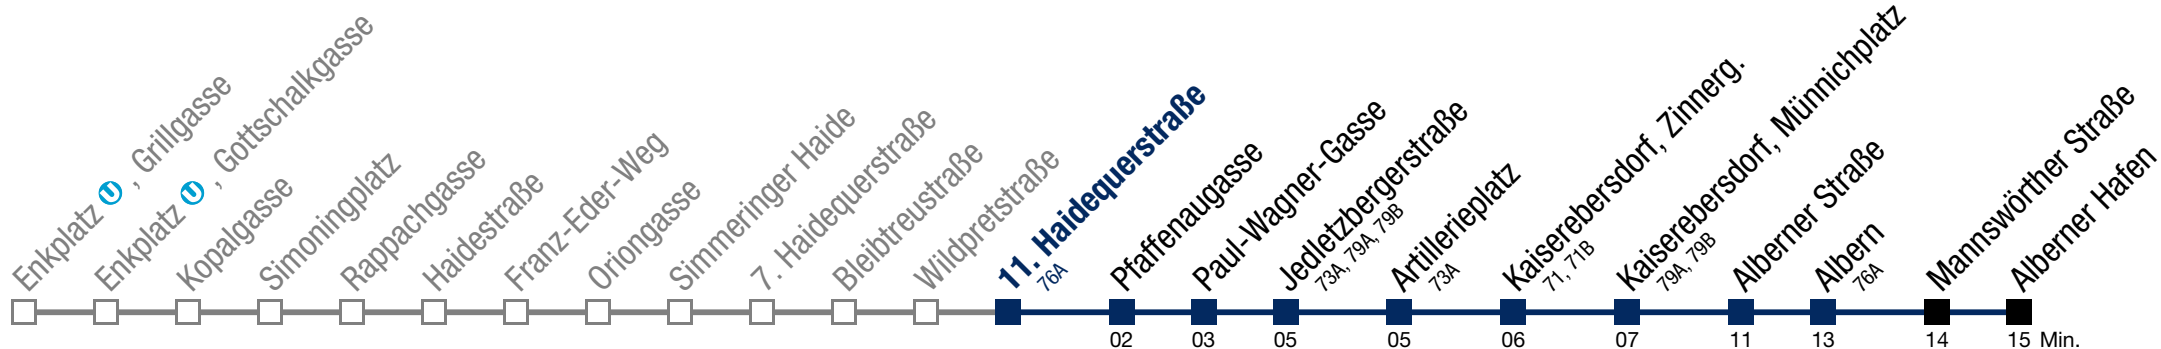 Enkplatz U, Grillgasse
Enkplatz U, Gottschalkgasse
Kopalgasse
Simoningplatz
Rappachgasse
Haidestraße
Franz-Eder-Weg
Oriongasse
Simmeringer Haide
7. Haidequerstraße
Bleibtreustraße
Wildpretstraße
11. Haidequerstraße
76A
Pfaffenaugasse
Paul-Wagner-Gasse
Jedletzbergerstraße
73A, 79A, 79B
Artillerieplatz
73A
Kaiserebersdorf, Zinnerg.
71, 71B
Kaiserebersdorf, Münnichplatz
79A, 79B
Alberner Straße
Albern
76A
Mannswörther Straße
Alberner Hafen
02 03 05 05 06 07 11 13 14 15 Min.